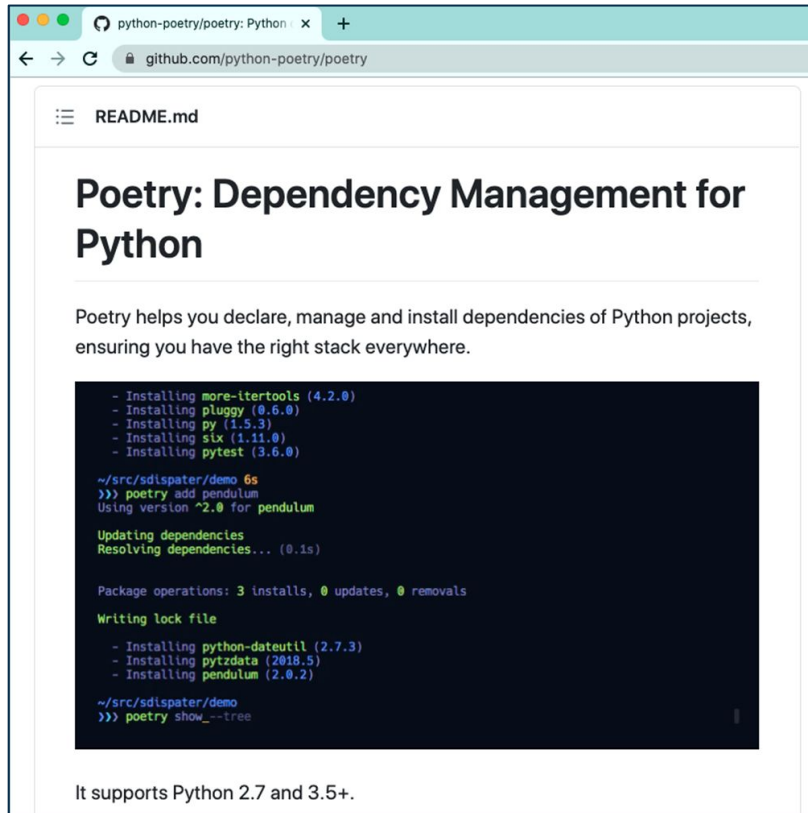 python-poetry/poetry: Python
github.com/python-poetry/poetry
README.md
Poetry: Dependency Management for
Python
Poetry helps you declare, manage and install dependencies of Python projects,
ensuring you have the right stack everywhere.
- Installing more-itertools (4.2.0)
- Installing pluggy (0.6.0)
- Installing py (1.5.3)
- Installing six (1.11.0)
- Installing pytest (3.6.0)
~/src/sdispater/demo 6s
❯❯❯ poetry add pendulum
Using version ^2.0 for pendulum
Updating dependencies
Resolving dependencies... (0.1s)
Package operations: 3 installs, 0 updates, 0 removals
Writing lock file
- Installing python-dateutil (2.7.3)
- Installing pytzdata (2018.5)
- Installing pendulum (2.0.2)
~/src/sdispater/demo
❯❯❯ poetry show_--tree
It supports Python 2.7 and 3.5+.